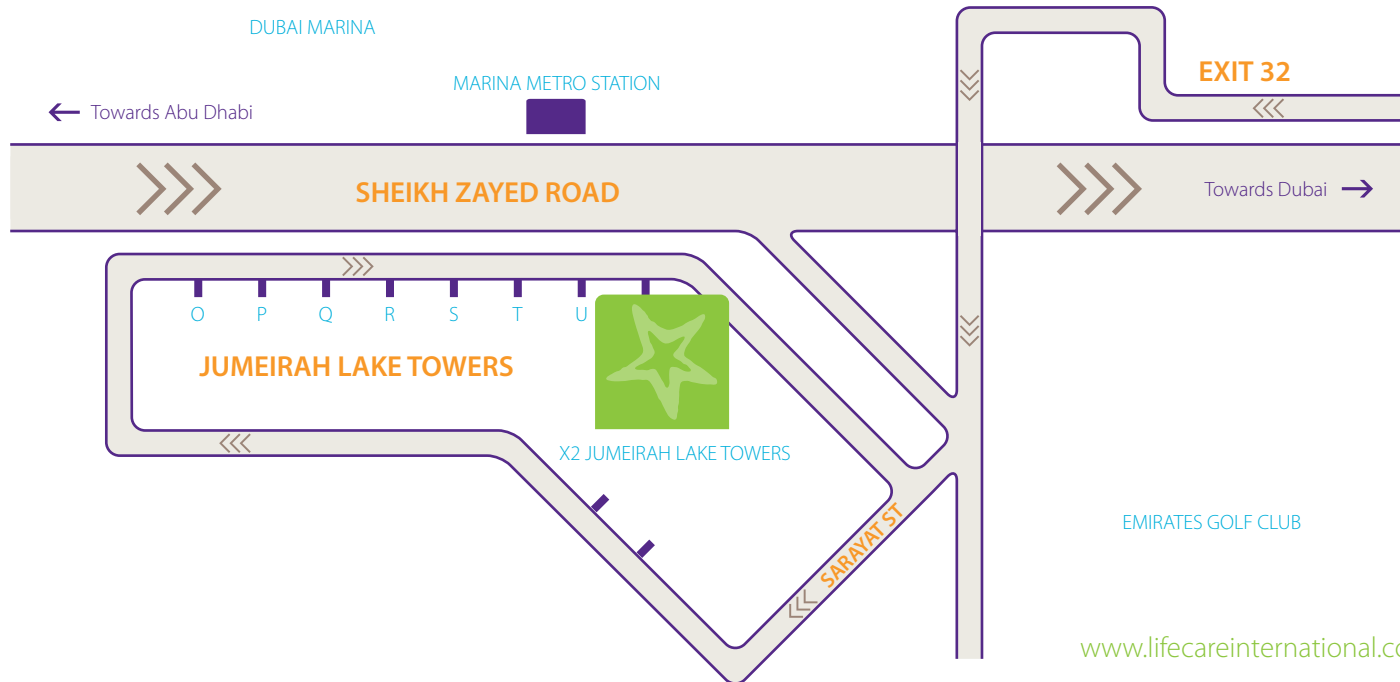 DUBAI MARINA
EXIT 32
MARINA METRO STATION
Towards Abu Dhabi
SHEIKH ZAYED ROAD
Towards Dubai
O P Q R S T U
JUMEIRAH LAKE TOWERS
X2 JUMEIRAH LAKE TOWERS
SARAYAT ST
EMIRATES GOLF CLUB
www.lifecareinternational.co